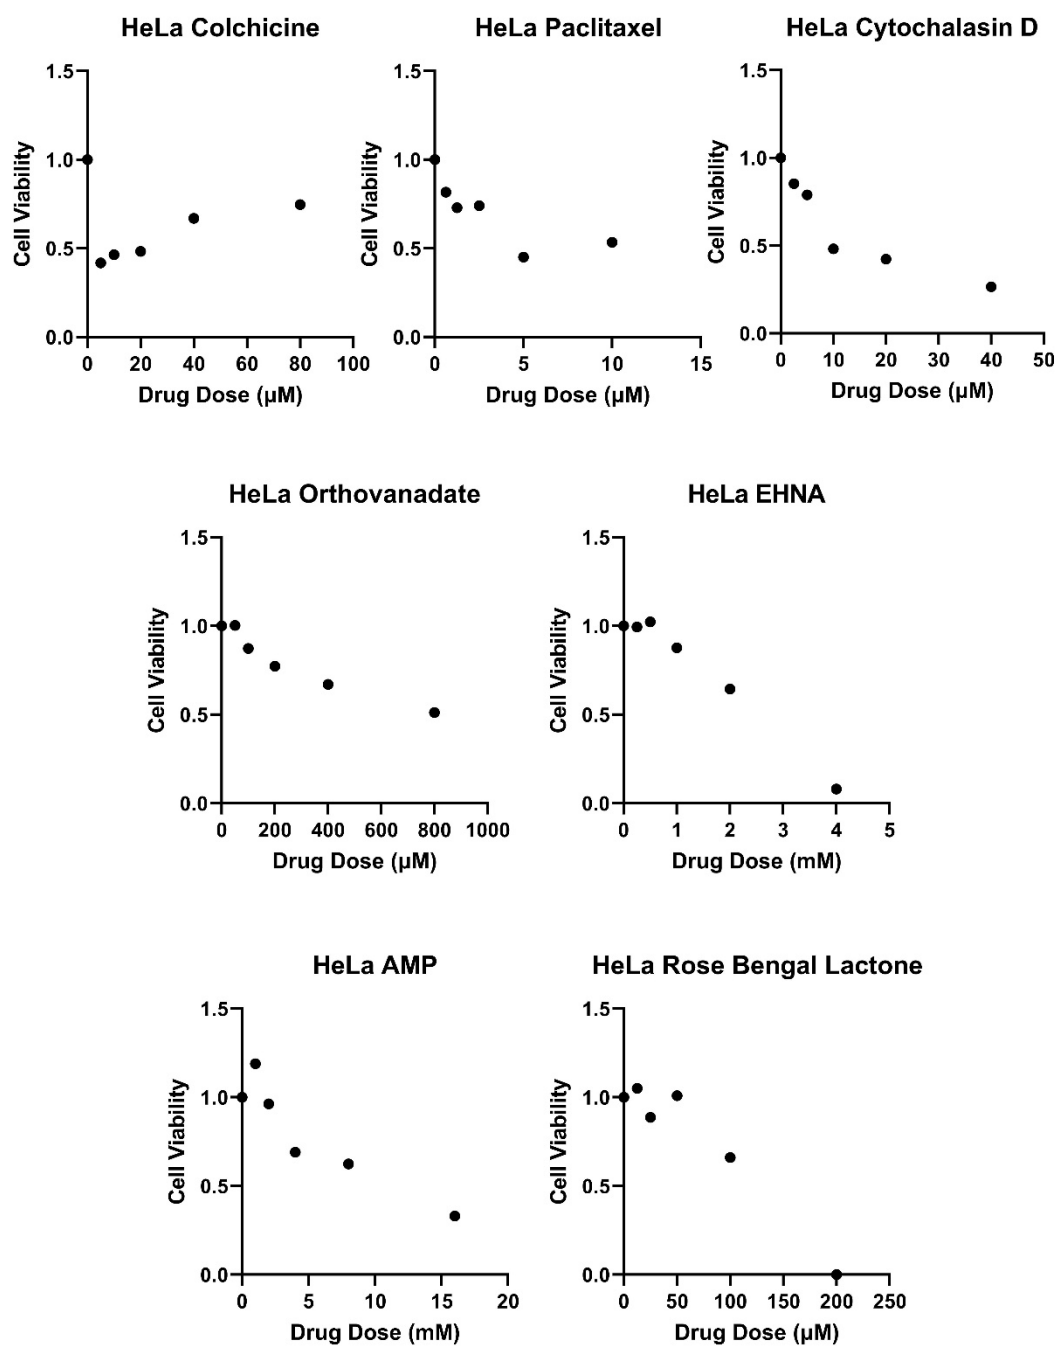 HeLa Colchicine
1.5
1.0
0.5
0.0
Cell Viability
0 20 40 60 80 100
Drug Dose (µM)
HeLa Paclitaxel
1.5
1.0
0.5
0.0
Cell Viability
0 5 10 15
Drug Dose (µM)
HeLa Cytochalasin D
1.5
1.0
0.5
0.0
Cell Viability
0 10 20 30 40 50
Drug Dose (µM)
HeLa Orthovanadate
1.5
1.0
0.5
0.0
Cell Viability
0 200 400 600 800 1000
Drug Dose (µM)
HeLa EHNA
1.5
1.0
0.5
0.0
Cell Viability
0 1 2 3 4 5
Drug Dose (mM)
HeLa AMP
1.5
1.0
0.5
0.0
Cell Viability
0 5 10 15 20
Drug Dose (mM)
HeLa Rose Bengal Lactone
1.5
1.0
0.5
0.0
Cell Viability
0 50 100 150 200 250
Drug Dose (µM)